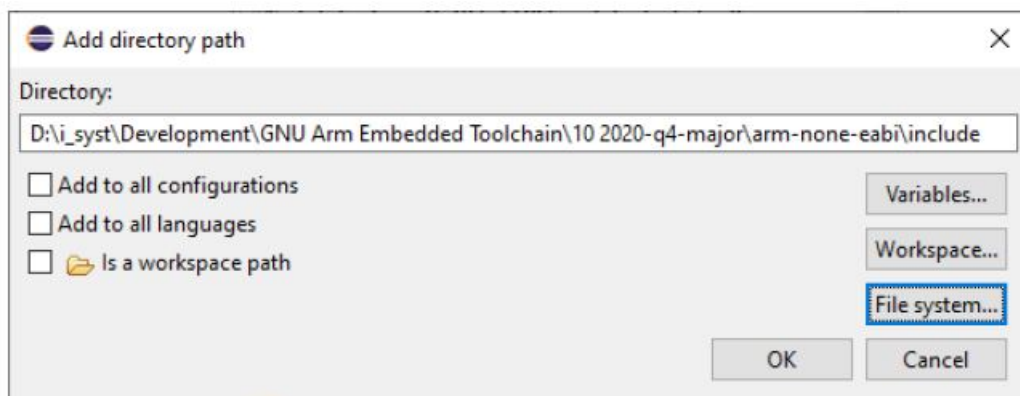 Add directory path
Directory:
D:\i_syst\Development\GNU Arm Embedded Toolchain\10 2020-q4-major\arm-none-eabi\include
Add to all configurations
Variables...
Add to all languages
Workspace...
Is a workspace path
File system...
OK
Cancel